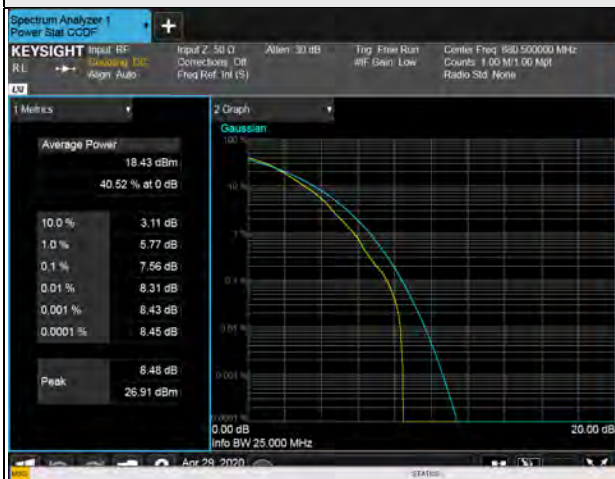 Spectrum Analyzer 1
Power Stat CCDF
KEYSIGHT
Input: RF
Coupling: DC
Align: Auto
Input Z: 50 Ω
Corrections: Off
Freq Ref: Int (S)
Atten: 30 dB
Trig: Free Run
#IF Gain: Low
Center Freq: 680.500000 MHz
Counts: 1.00 M/1.00 Mpt
Radio Std: None
RL
LXI
1 Metrics
Average Power
18.43 dBm
40.52 % at 0 dB
10.0 % 3.11 dB
1.0 % 5.77 dB
0.1 % 7.56 dB
0.01 % 8.31 dB
0.001 % 8.43 dB
0.0001 % 8.45 dB
Peak
8.48 dB
26.91 dBm
2 Graph
Gaussian
100 %
10 %
1 %
0.1 %
0.01 %
0.001 %
0.0001 %
0.00 dB
20.00 dB
Info BW 25.000 MHz
Apr 29, 2020
MSG
STATUS